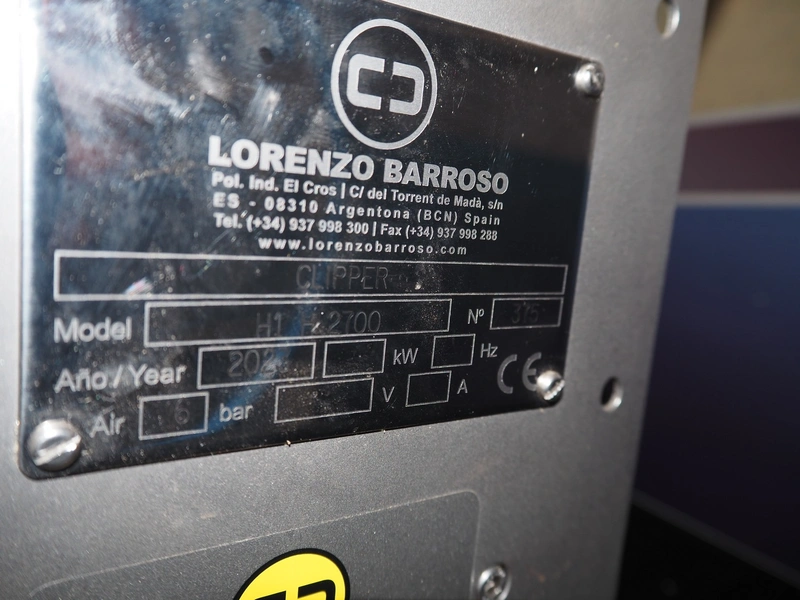 LORENZO BARROSO
Pol. Ind. El Cros | C/ del Torrent de Madà, s/n
ES - 08310 Argentona (BCN) Spain
Tel. (+34) 937 998 300 | Fax (+34) 937 998 288
www.lorenzobarroso.com
CLIPPER
Model H1 2700 Nº
Año / Year kW Hz
Air 6 bar V A CE